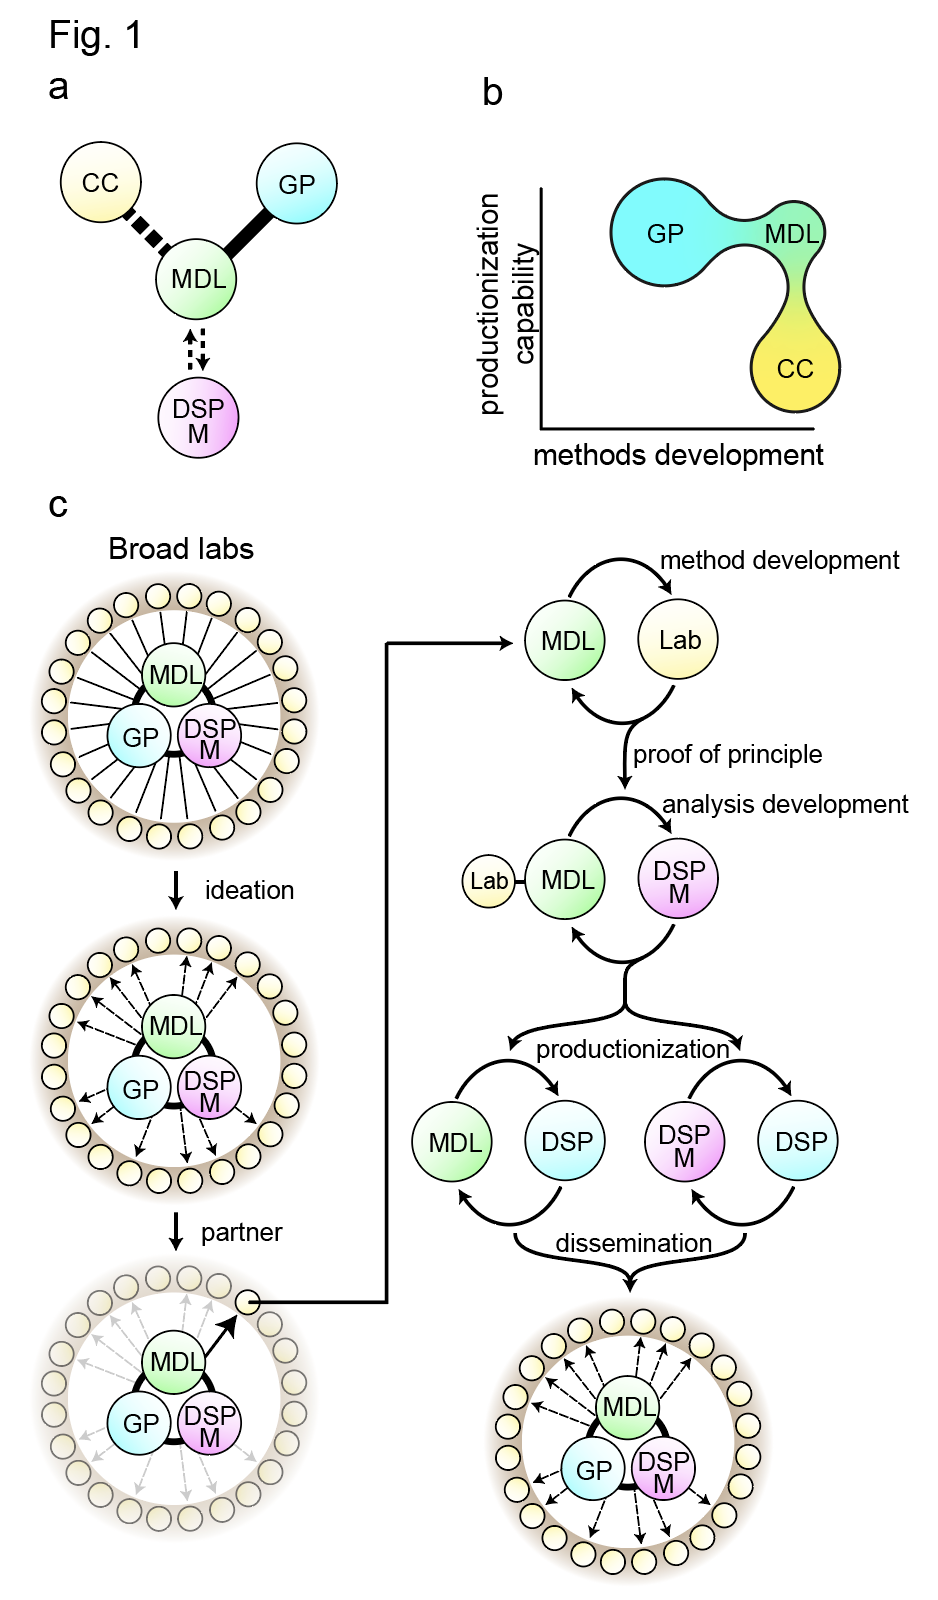 Fig. 1
a
CC
GP
MDL
DSP
M
b
productionization
capability
GP
MDL
CC
methods development
c
Broad labs
MDL
GP
DSP
M
ideation
MDL
GP
DSP
M
partner
MDL
GP
DSP
M
method development
MDL
Lab
proof of principle
analysis development
Lab
MDL
DSP
M
productionization
MDL
DSP
DSP
M
DSP
dissemination
MDL
GP
DSP
M